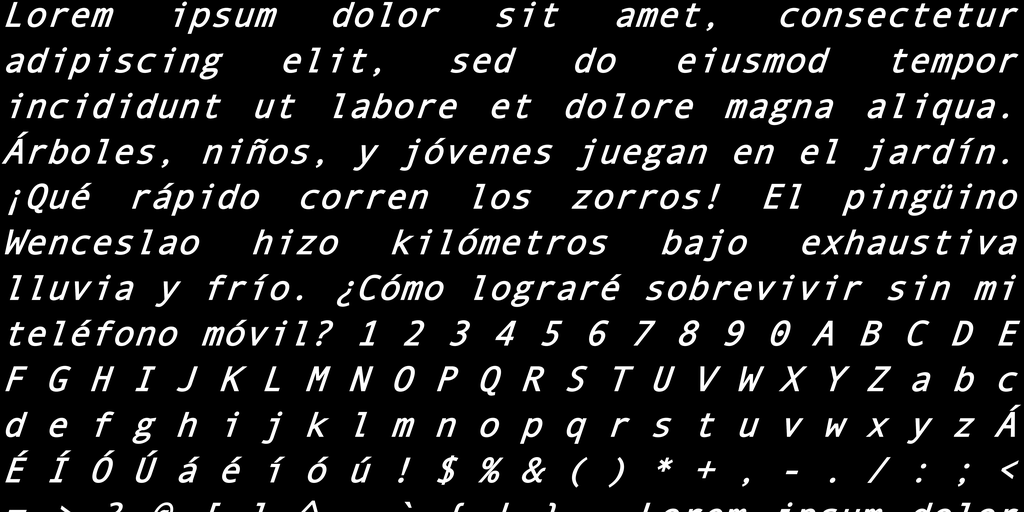 Lorem ipsum dolor sit amet, consectetur
adipiscing elit, sed do eiusmod tempor
incididunt ut labore et dolore magna aliqua.
Árboles, niños, y jóvenes juegan en el jardín.
¡Qué rápido corren los zorros! El pingüino
Wenceslao hizo kilómetros bajo exhaustiva
lluvia y frío. ¿Cómo lograré sobrevivir sin mi
teléfono móvil? 1 2 3 4 5 6 7 8 9 0 A B C D E
F G H I J K L M N O P Q R S T U V W X Y Z a b c
d e f g h i j k l m n o p q r s t u v w x y z Á
É Í Ó Ú á é í ó ú ! $ % & ( ) * + , - . / : ; <
= > ? @ [ ] ^ _ ` { | } ~ Lorem ipsum dolor